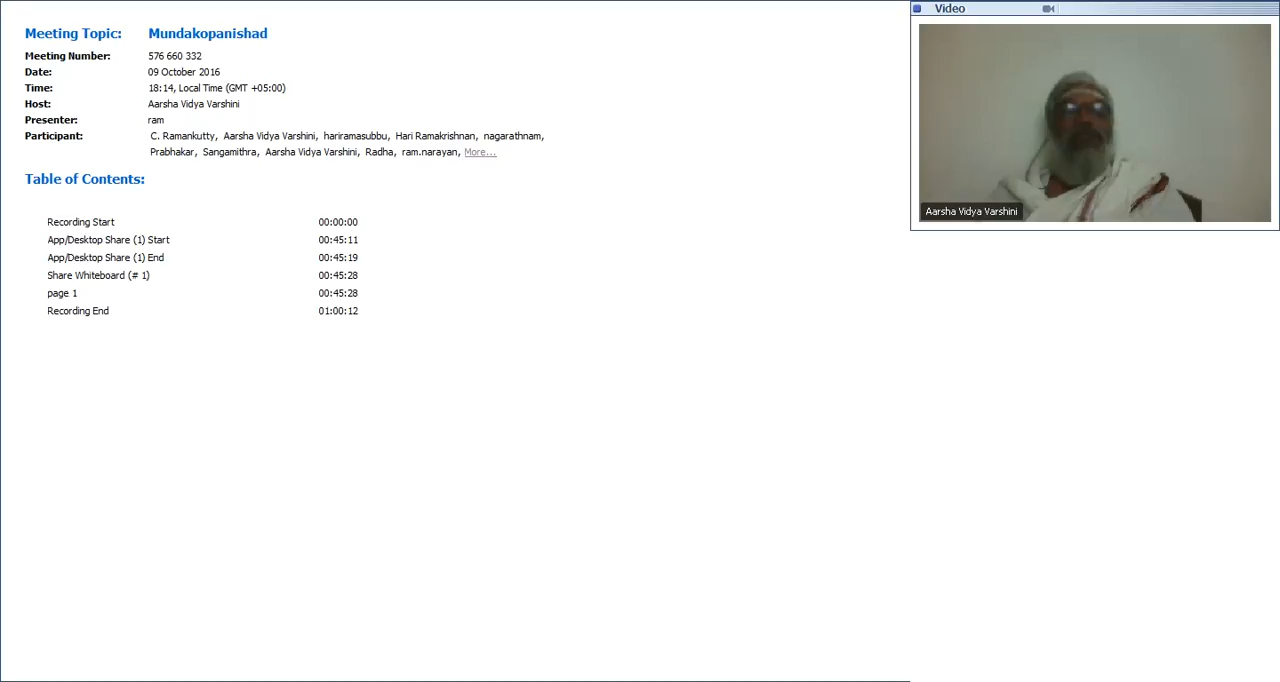 Meeting Topic: Mundakopanishad
Meeting Number: 576 660 332
Date: 09 October 2016
Time: 18:14, Local Time (GMT +05:00)
Host: Aarsha Vidya Varshini
Presenter: ram
Participant: C. Ramankutty, Aarsha Vidya Varshini, hariramasubbu, Hari Ramakrishnan, nagarathnam,
Prabhakar, Sangamithra, Aarsha Vidya Varshini, Radha, ram.narayan, More...
Table of Contents:
Recording Start 00:00:00
App/Desktop Share (1) Start 00:45:11
App/Desktop Share (1) End 00:45:19
Share Whiteboard (# 1) 00:45:28
page 1 00:45:28
Recording End 01:00:12
Video
Aarsha Vidya Varshini